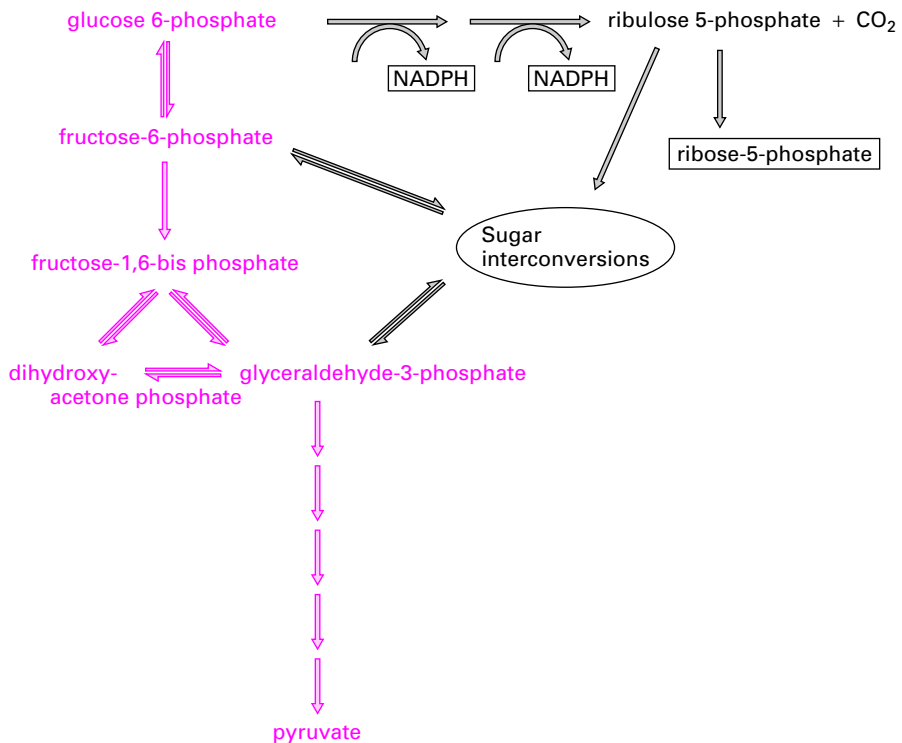 glucose 6-phosphate
ribulose 5-phosphate + CO₂
NADPH
NADPH
fructose-6-phosphate
ribose-5-phosphate
Sugar
interconversions
fructose-1,6-bis phosphate
dihydroxy-
acetone phosphate
glyceraldehyde-3-phosphate
pyruvate